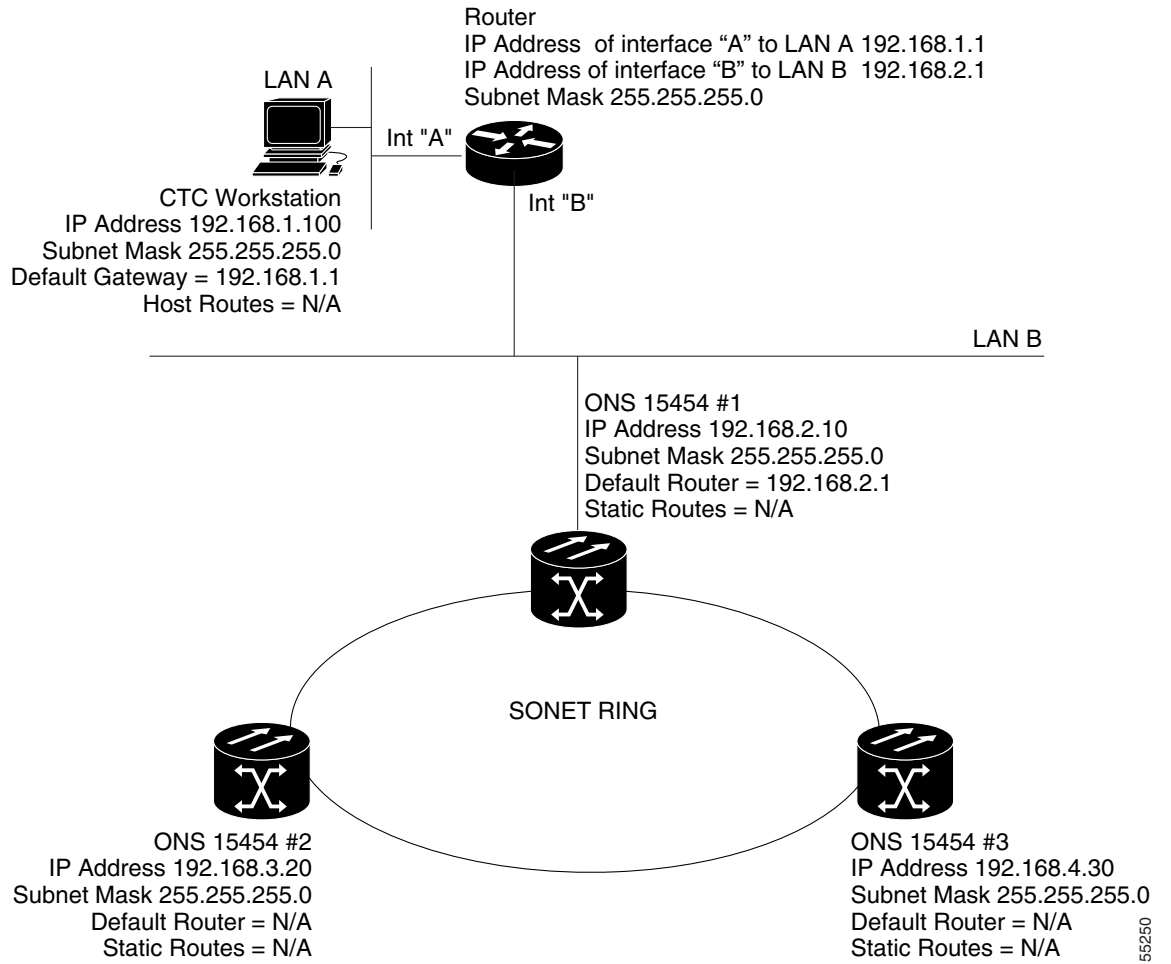 Router
IP Address of interface “A” to LAN A 192.168.1.1
IP Address of interface “B” to LAN B 192.168.2.1
Subnet Mask 255.255.255.0
LAN A
Int "A"
Int "B"
CTC Workstation
IP Address 192.168.1.100
Subnet Mask 255.255.255.0
Default Gateway = 192.168.1.1
Host Routes = N/A
LAN B
ONS 15454 #1
IP Address 192.168.2.10
Subnet Mask 255.255.255.0
Default Router = 192.168.2.1
Static Routes = N/A
SONET RING
ONS 15454 #2
IP Address 192.168.3.20
Subnet Mask 255.255.255.0
Default Router = N/A
Static Routes = N/A
ONS 15454 #3
IP Address 192.168.4.30
Subnet Mask 255.255.255.0
Default Router = N/A
Static Routes = N/A
55250